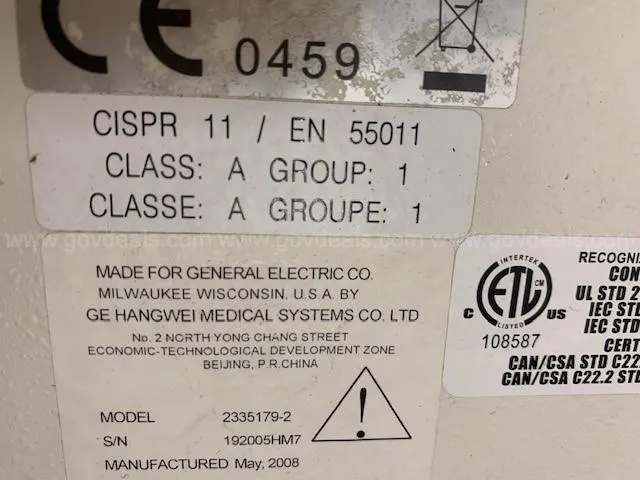 CE 0459
CISPR 11 / EN 55011
CLASS: A GROUP: 1
CLASSE: A GROUPE: 1
www.govdeals.com www.govdeals.com www.govdeals.com
MADE FOR GENERAL ELECTRIC CO.
MILWAUKEE WISCONSIN. U.S.A. BY
GE HANGWEI MEDICAL SYSTEMS CO. LTD
No. 2 NORTH YONG CHANG STREET
ECONOMIC-TECHNOLOGICAL DEVELOPMENT ZONE
BEIJING, P.R.CHINA
MODEL 2335179-2
S/N 192005HM7
MANUFACTURED May, 2008
!
INTERTEK
ETL CM
C US
LISTED
108587
RECOGNIZ
CON
UL STD 2
IEC STD
IEC STD
CERT
CAN/CSA STD C22.
CAN/CSA C22.2 STD